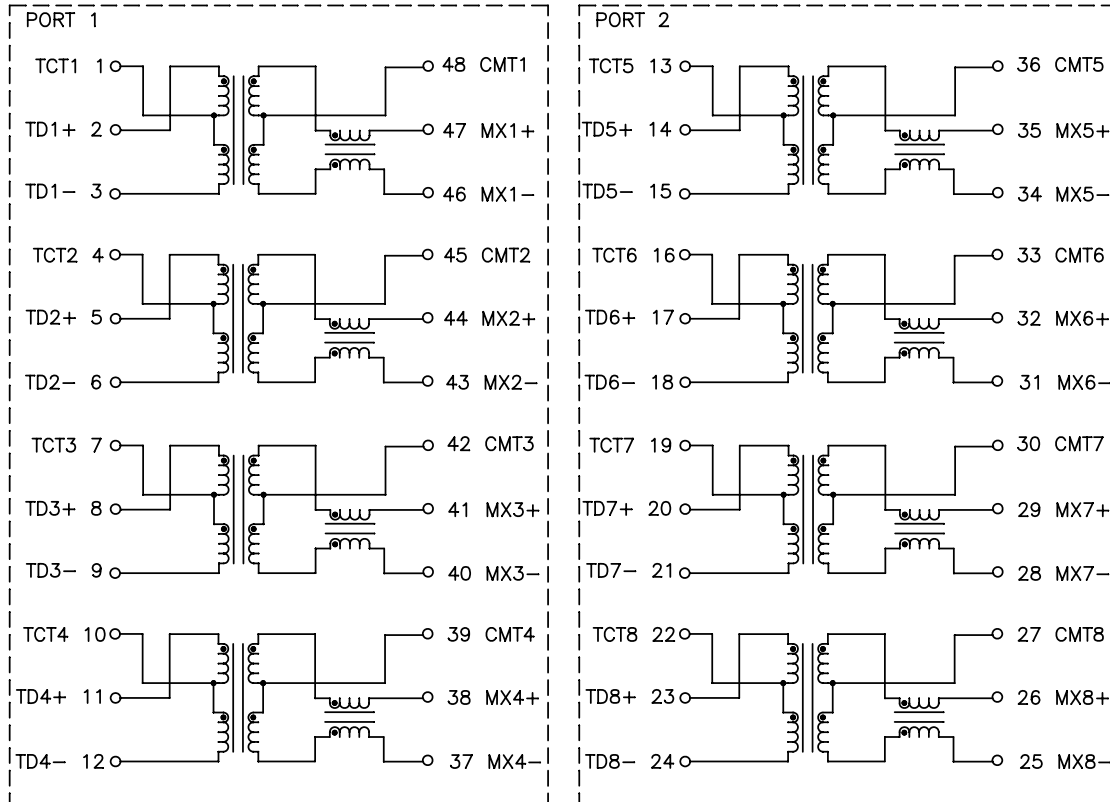 PORT 1
TCT1 1 48 CMT1
TD1+ 2 47 MX1+
TD1- 3 46 MX1-
TCT2 4 45 CMT2
TD2+ 5 44 MX2+
TD2- 6 43 MX2-
TCT3 7 42 CMT3
TD3+ 8 41 MX3+
TD3- 9 40 MX3-
TCT4 10 39 CMT4
TD4+ 11 38 MX4+
TD4- 12 37 MX4-
PORT 2
TCT5 13 36 CMT5
TD5+ 14 35 MX5+
TD5- 15 34 MX5-
TCT6 16 33 CMT6
TD6+ 17 32 MX6+
TD6- 18 31 MX6-
TCT7 19 30 CMT7
TD7+ 20 29 MX7+
TD7- 21 28 MX7-
TCT8 22 27 CMT8
TD8+ 23 26 MX8+
TD8- 24 25 MX8-